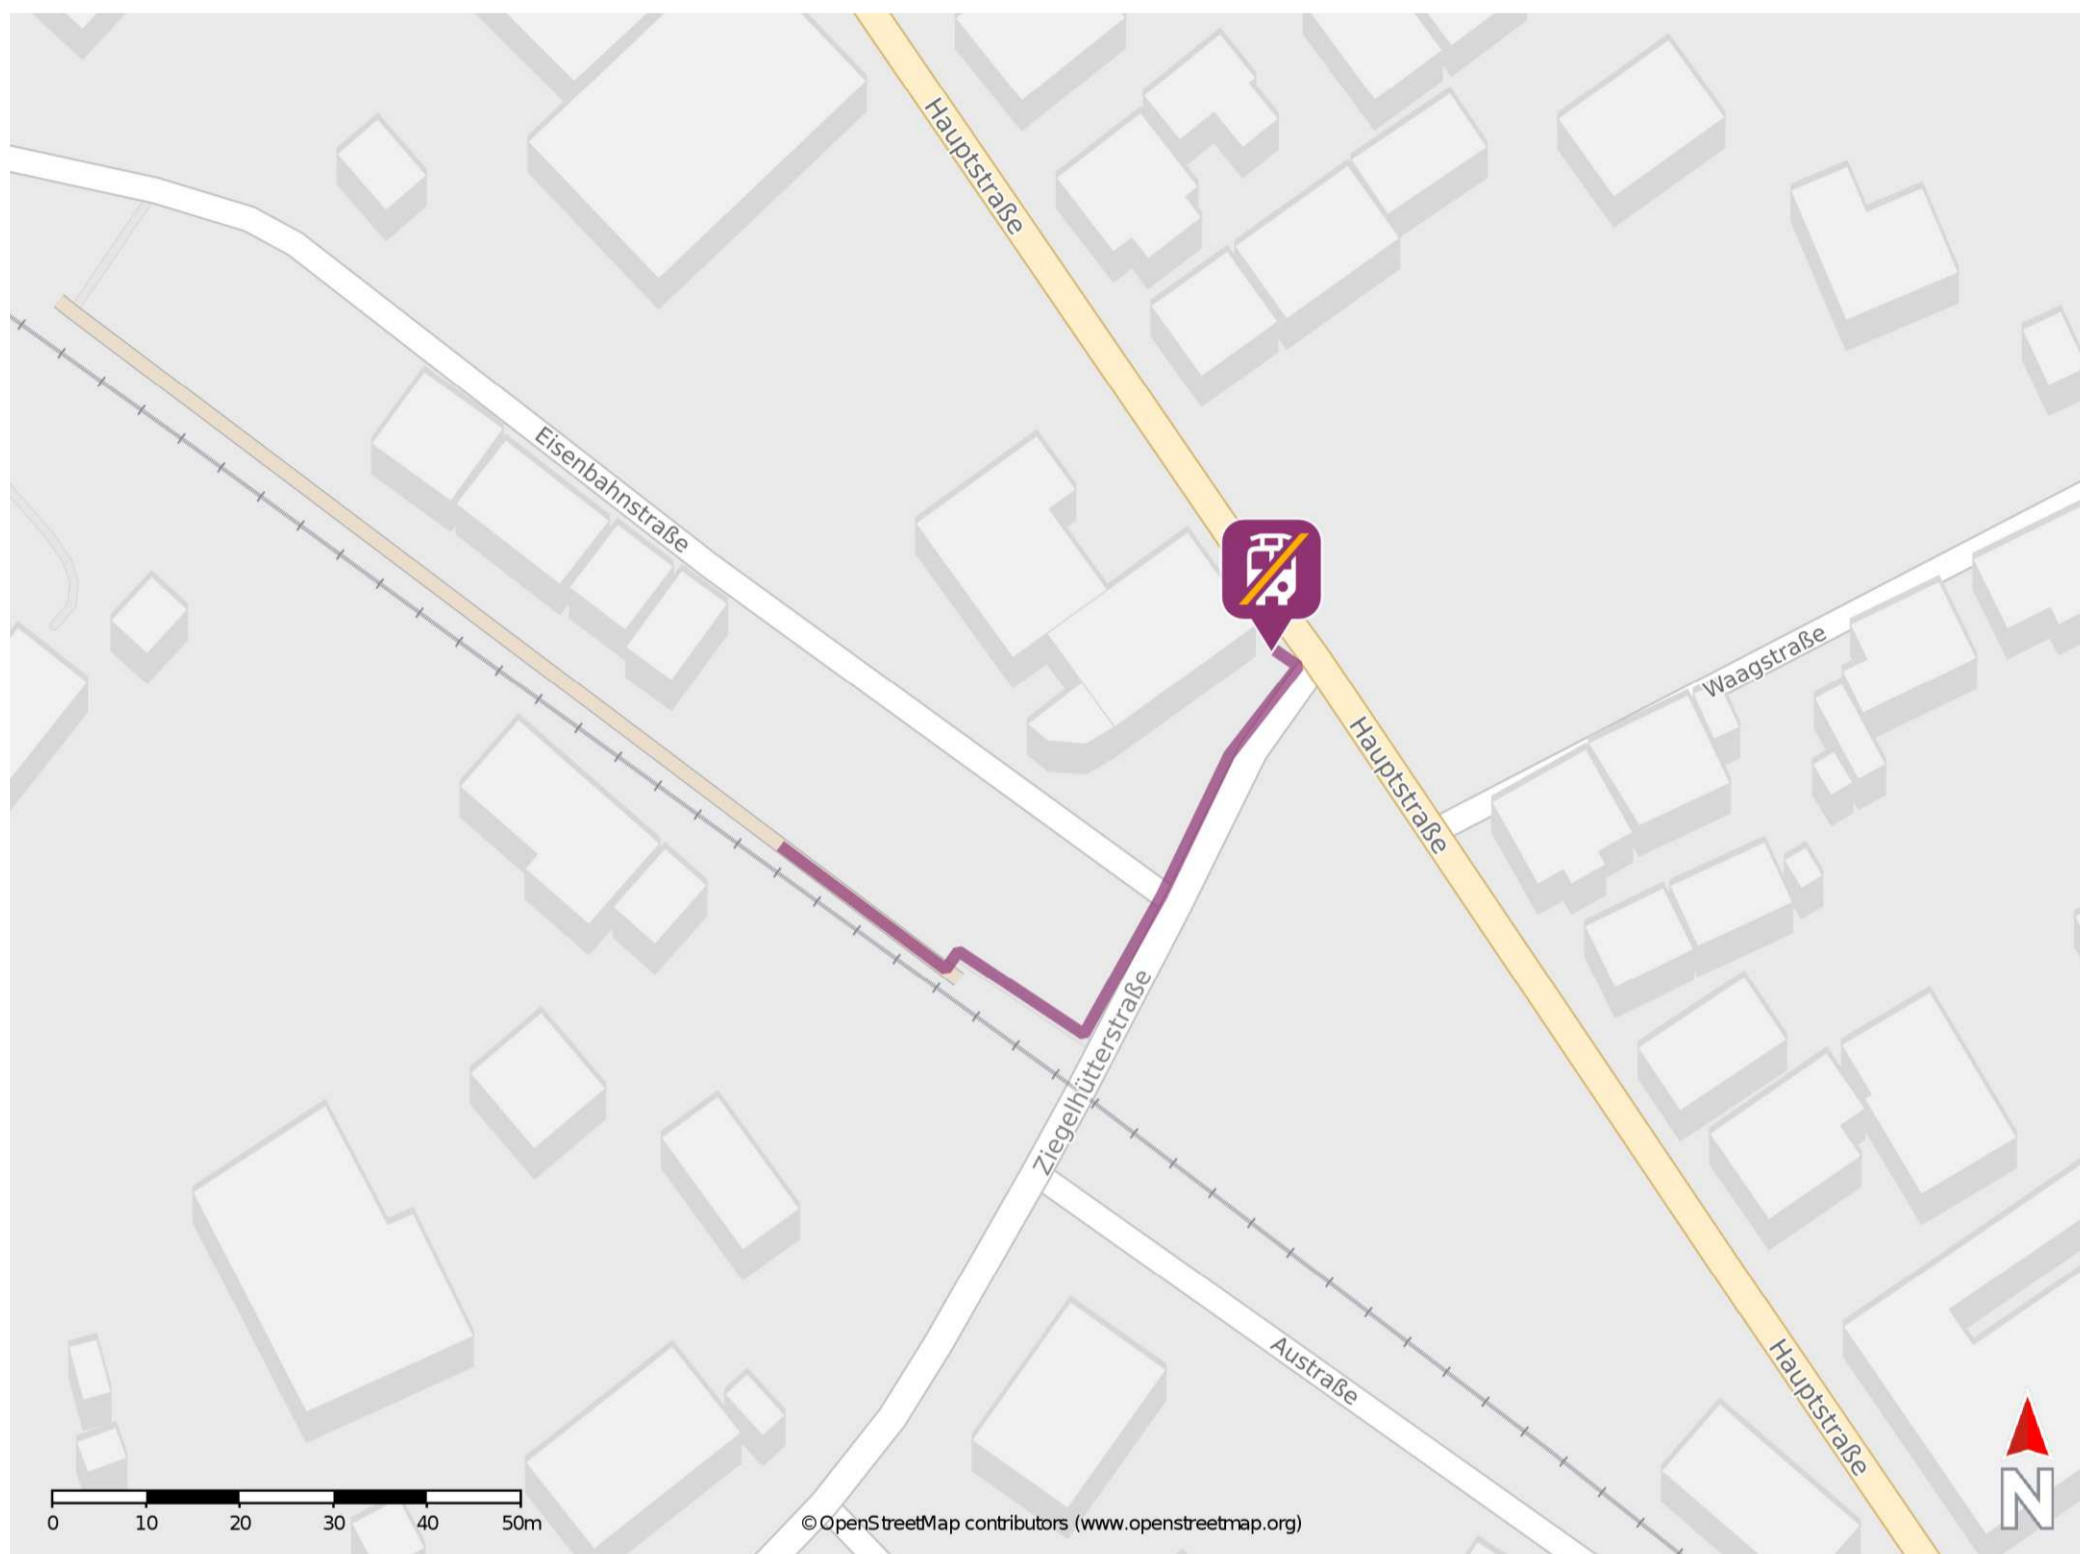 Hauptstraße
Eisenbahnstraße
Waagstraße
Hauptstraße
Ziegelhütterstraße
Austraße
Hauptstraße
N
0 10 20 30 40 50m
© OpenStreetMap contributors (www.openstreetmap.org)